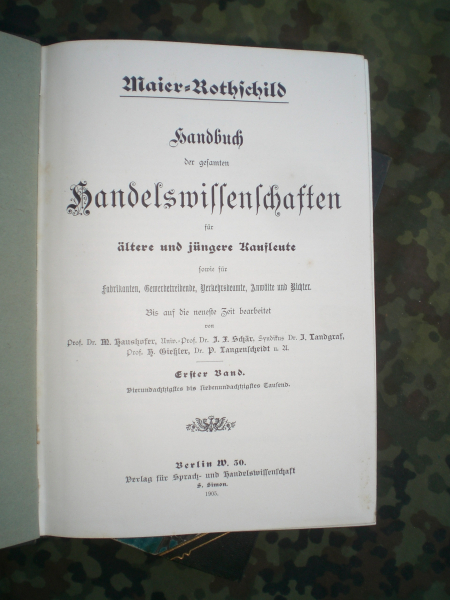 Maier-Rothschild
Handbuch
der gesamten
Handelswissenschaften
für
ältere und jüngere Kaufleute
sowie für
Fabrikanten, Gewerbetreibende, Verkehrsbeamte, Anwälte und Richter.
Bis auf die neueste Zeit bearbeitet
von
Prof. Dr. M. Haushofer, Univ.-Prof. Dr. J. F. Schär, Syndikus Dr. J. Landgraf,
Prof. H. Gießler, Dr. P. Langenscheidt u. A.
Erster Band.
Vierundachtzigstes bis siebenundachtzigstes Tausend.
Berlin W. 50.
Verlag für Sprach- und Handelswissenschaft
S. Simon.
1905.